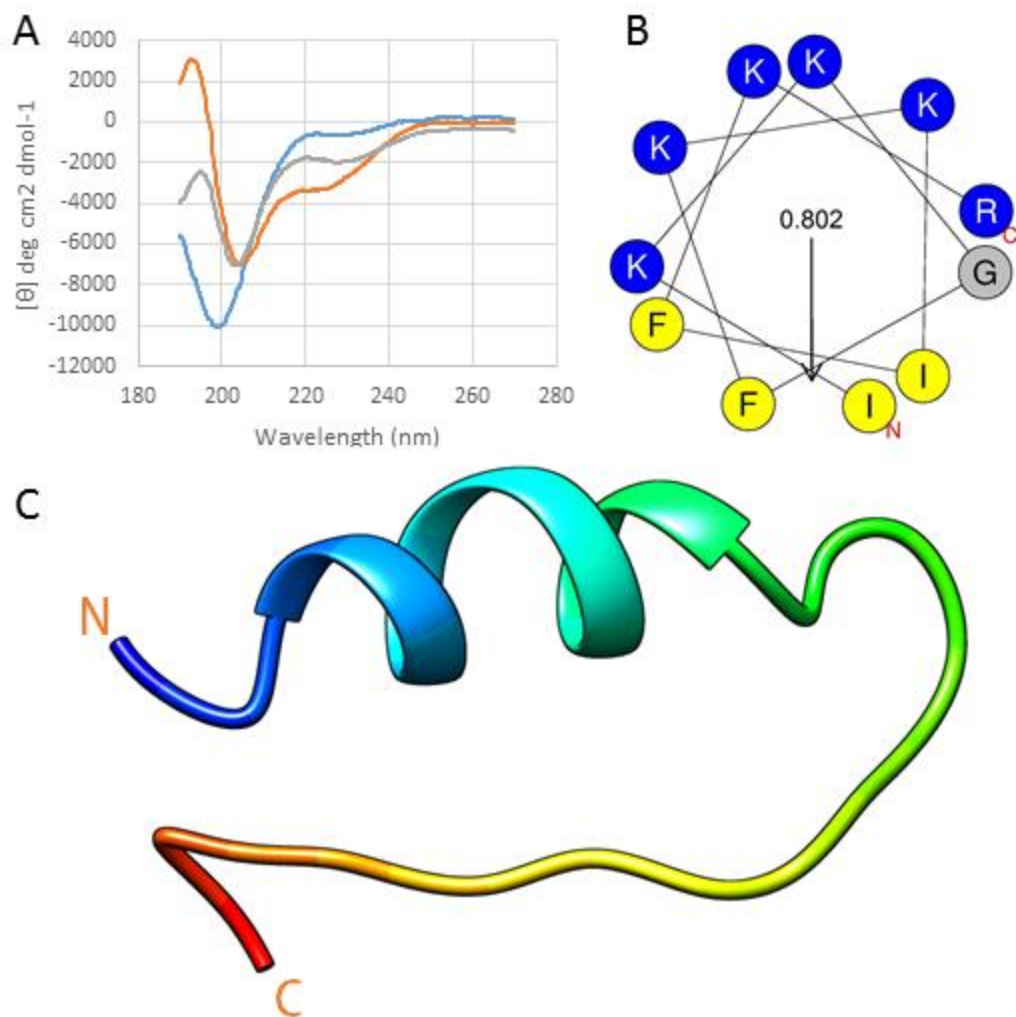 A
4000
2000
0
-2000
-4000
-6000
-8000
-10000
-12000
[θ] deg cm2 dmol-1
180 200 220 240 260 280
Wavelength (nm)
B
K K
K
K
R
C
0.802
G
K
F
I
F
I
N
C
N
C